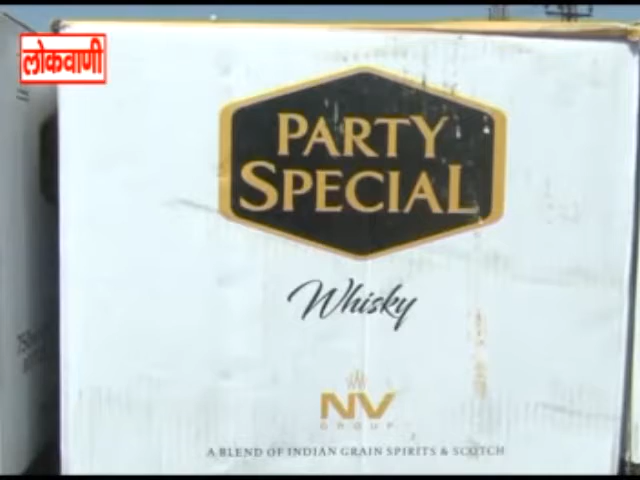 लोकवाणी
PARTY
SPECIAL
Whisky
NV
GROUP
A BLEND OF INDIAN GRAIN SPIRITS & SCOTCH